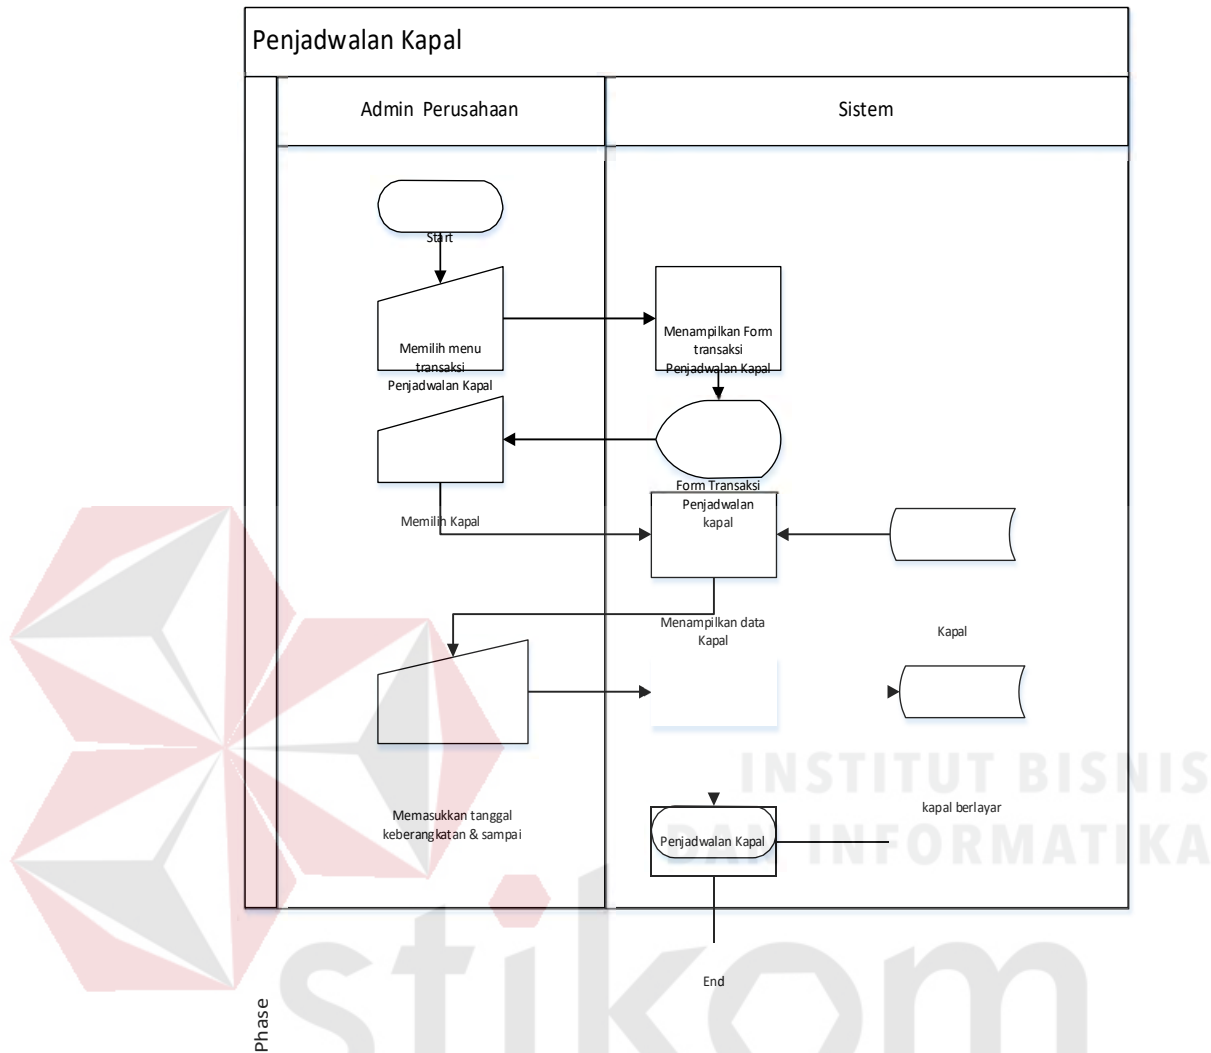 Penjadwalan Kapal
Admin Perusahaan
Sistem
Start
Memilih menu
transaksi
Penjadwalan Kapal
Menampilkan Form
transaksi
Penjadwalan Kapal
Form Transaksi
Penjadwalan
kapal
Memilih Kapal
Menampilkan data
Kapal
Kapal
Memasukkan tanggal
keberangkatan & sampai
Penjadwalan Kapal
kapal berlayar
End
Phase
INSTITUT BISNIS
DAN INFORMATIKA
stikom